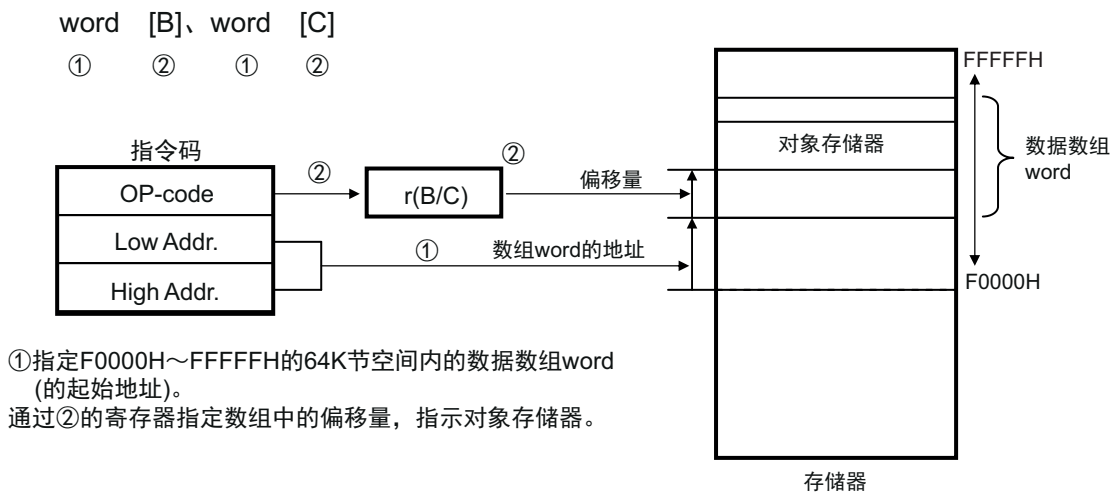 word [B]、word [C]
① ② ① ②
FFFFFH
指令码
OP-code
Low Addr.
High Addr.
②
r(B/C)
②
偏移量
①
数组word的地址
对象存储器
数据数组
word
F0000H
①指定F0000H～FFFFFH的64K节空间内的数据数组word
(的起始地址)。
通过②的寄存器指定数组中的偏移量，指示对象存储器。
存储器